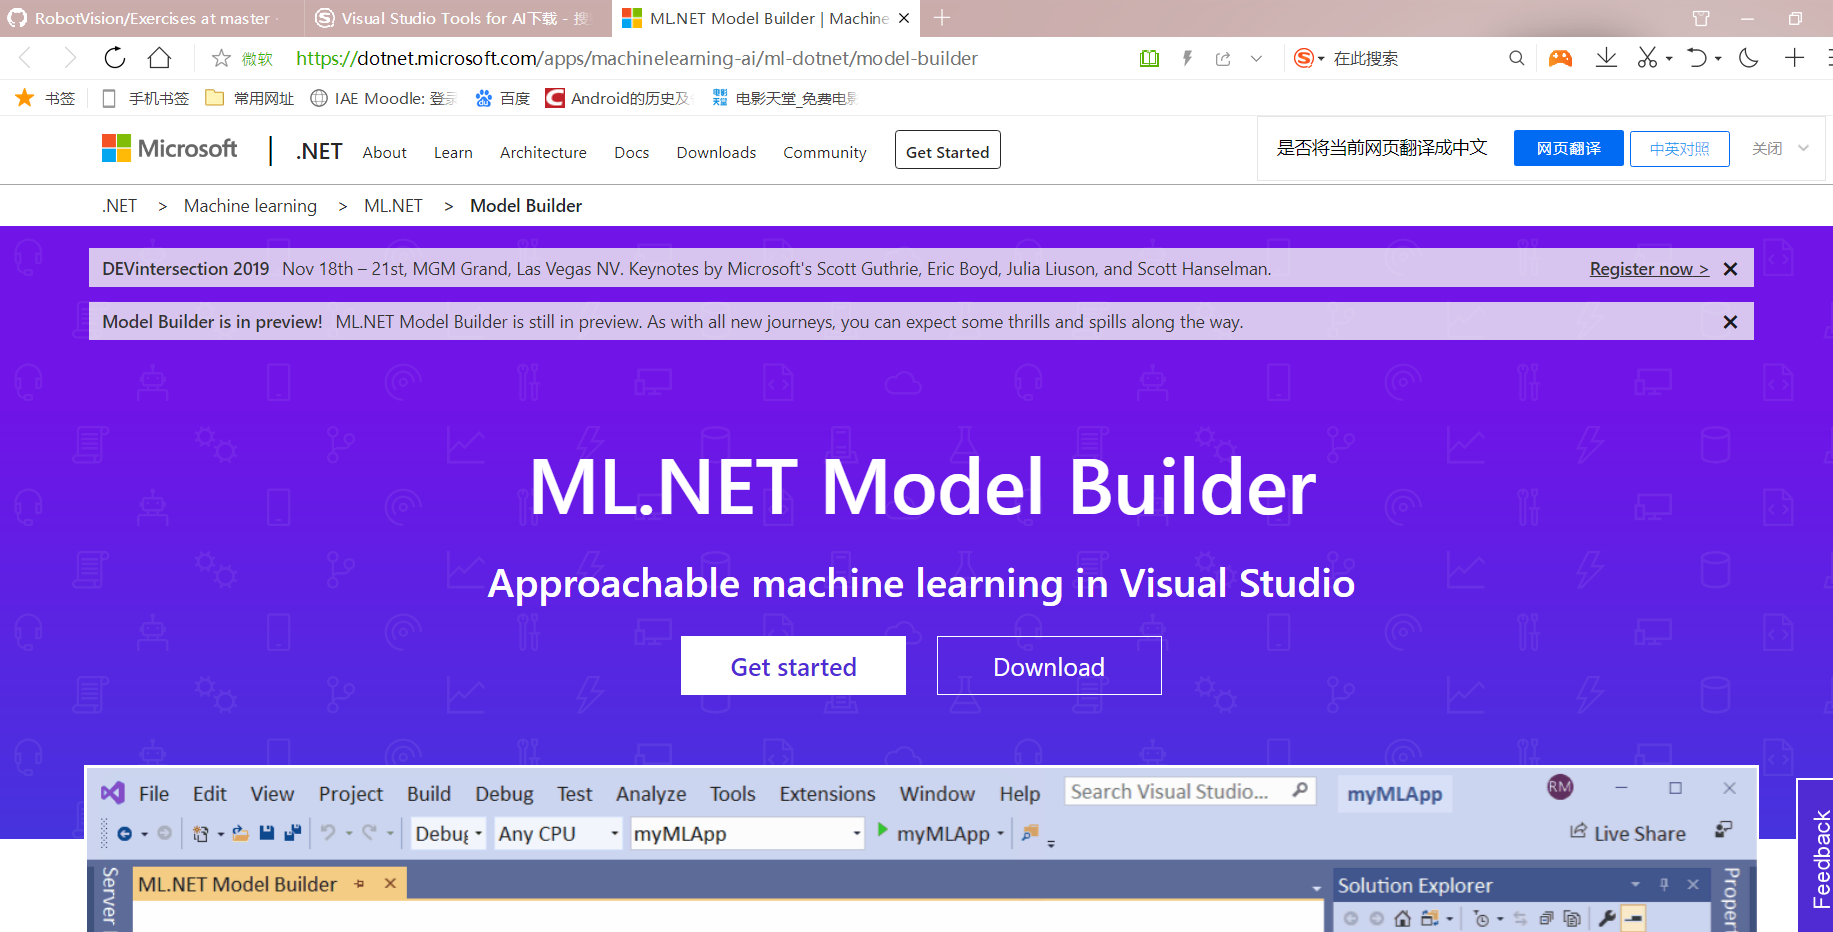 RobotVision/Exercises at master
Visual Studio Tools for AI下载 - 搜
ML.NET Model Builder | Machine
微软
https://dotnet.microsoft.com/apps/machinelearning-ai/ml-dotnet/model-builder
在此搜索
书签
手机书签
常用网址
IAE Moodle: 登录
百度
Android的历史及
电影天堂
电影天堂_免费电影
Microsoft
.NET
About
Learn
Architecture
Docs
Downloads
Community
Get Started
是否将当前网页翻译成中文
网页翻译
中英对照
关闭
.NET > Machine learning > ML.NET > Model Builder
DEVintersection 2019 Nov 18th – 21st, MGM Grand, Las Vegas NV. Keynotes by Microsoft's Scott Guthrie, Eric Boyd, Julia Liuson, and Scott Hanselman.
Register now >
Model Builder is in preview! ML.NET Model Builder is still in preview. As with all new journeys, you can expect some thrills and spills along the way.
ML.NET Model Builder
Approachable machine learning in Visual Studio
Get started
Download
File Edit View Project Build Debug Test Analyze Tools Extensions Window Help
Search Visual Studio...
myMLApp
RM
Debug
Any CPU
myMLApp
myMLApp
Live Share
Feedback
Server
ML.NET Model Builder
Solution Explorer
Propert